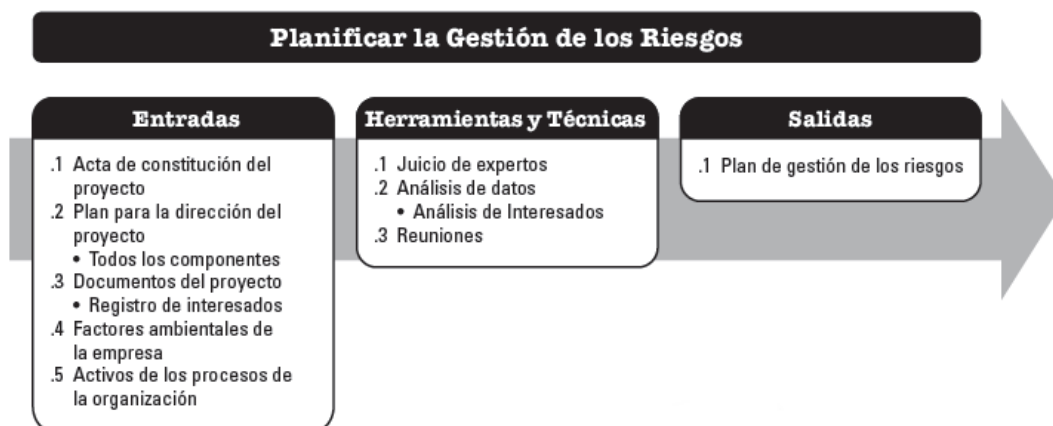 Planificar la Gestión de los Riesgos
Entradas
.1 Acta de constitución del
proyecto
.2 Plan para la dirección del
proyecto
• Todos los componentes
.3 Documentos del proyecto
• Registro de interesados
.4 Factores ambientales de
la empresa
.5 Activos de los procesos de
la organización
Herramientas y Técnicas
.1 Juicio de expertos
.2 Análisis de datos
• Análisis de Interesados
.3 Reuniones
Salidas
.1 Plan de gestión de los riesgos